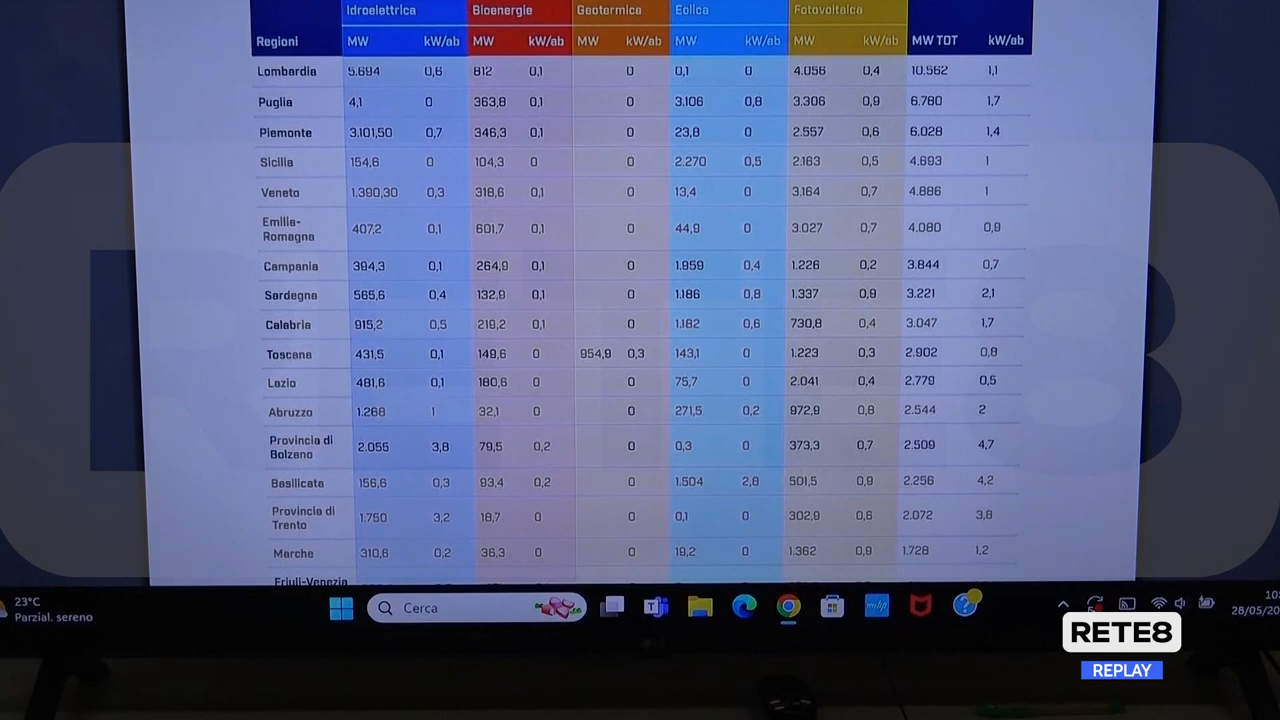 Idroelettrica Bioenergie Geotermica Eolica Fotovoltaica
Regioni MW kW/ab MW kW/ab MW kW/ab MW kW/ab MW kW/ab MW TOT kW/ab
Lombardia 5.694 0,6 812 0,1 0 0,1 0 4.056 0,4 10.562 1,1
Puglia 4,1 0 363,8 0,1 0 3.106 0,8 3.306 0,9 6.780 1,7
Piemonte 3.101,50 0,7 346,3 0,1 0 23,8 0 2.557 0,6 6.028 1,4
Sicilia 154,6 0 104,3 0 0 2.270 0,5 2.163 0,5 4.693 1
Veneto 1.390,30 0,3 318,6 0,1 0 13,4 0 3.164 0,7 4.886 1
Emilia-
Romagna 407,2 0,1 601,7 0,1 0 44,9 0 3.027 0,7 4.080 0,9
Campania 394,3 0,1 264,9 0,1 0 1.959 0,4 1.226 0,2 3.844 0,7
Sardegna 565,6 0,4 132,9 0,1 0 1.186 0,8 1.337 0,9 3.221 2,1
Calabria 915,2 0,5 219,2 0,1 0 1.182 0,6 730,8 0,4 3.047 1,7
Toscana 431,5 0,1 149,6 0 954,9 0,3 143,1 0 1.223 0,3 2.902 0,8
Lazio 481,6 0,1 180,6 0 0 75,7 0 2.041 0,4 2.779 0,5
Abruzzo 1.268 1 32,1 0 0 271,5 0,2 972,9 0,8 2.544 2
Provincia di
Bolzano 2.055 3,8 79,5 0,2 0 0,3 0 373,3 0,7 2.509 4,7
Basilicata 156,6 0,3 93,4 0,2 0 1.504 2,8 501,5 0,9 2.256 4,2
Provincia di
Trento 1.750 3,2 18,7 0 0 0,1 0 302,9 0,6 2.072 3,8
Marche 310,6 0,2 36,3 0 0 19,2 0 1.362 0,9 1.728 1,2
Friuli-Venezia
23°C
Parzial. sereno
Cerca
28/05/20
RETE8
REPLAY